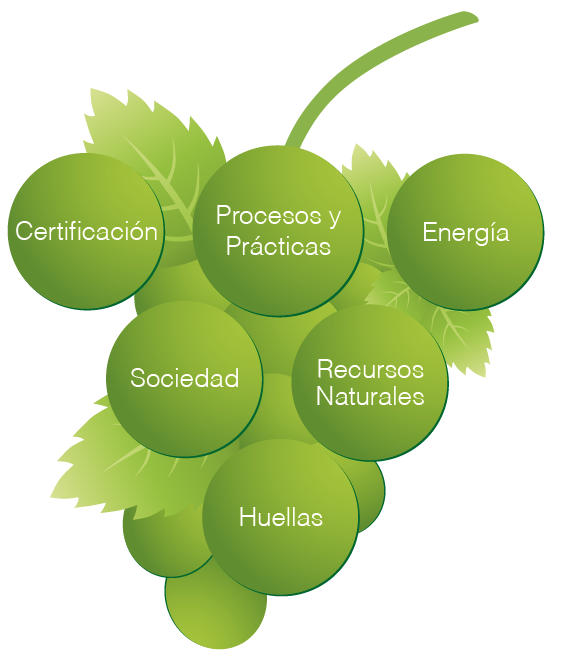 Certificación
Procesos y
Prácticas
Energía
Sociedad
Recursos
Naturales
Huellas